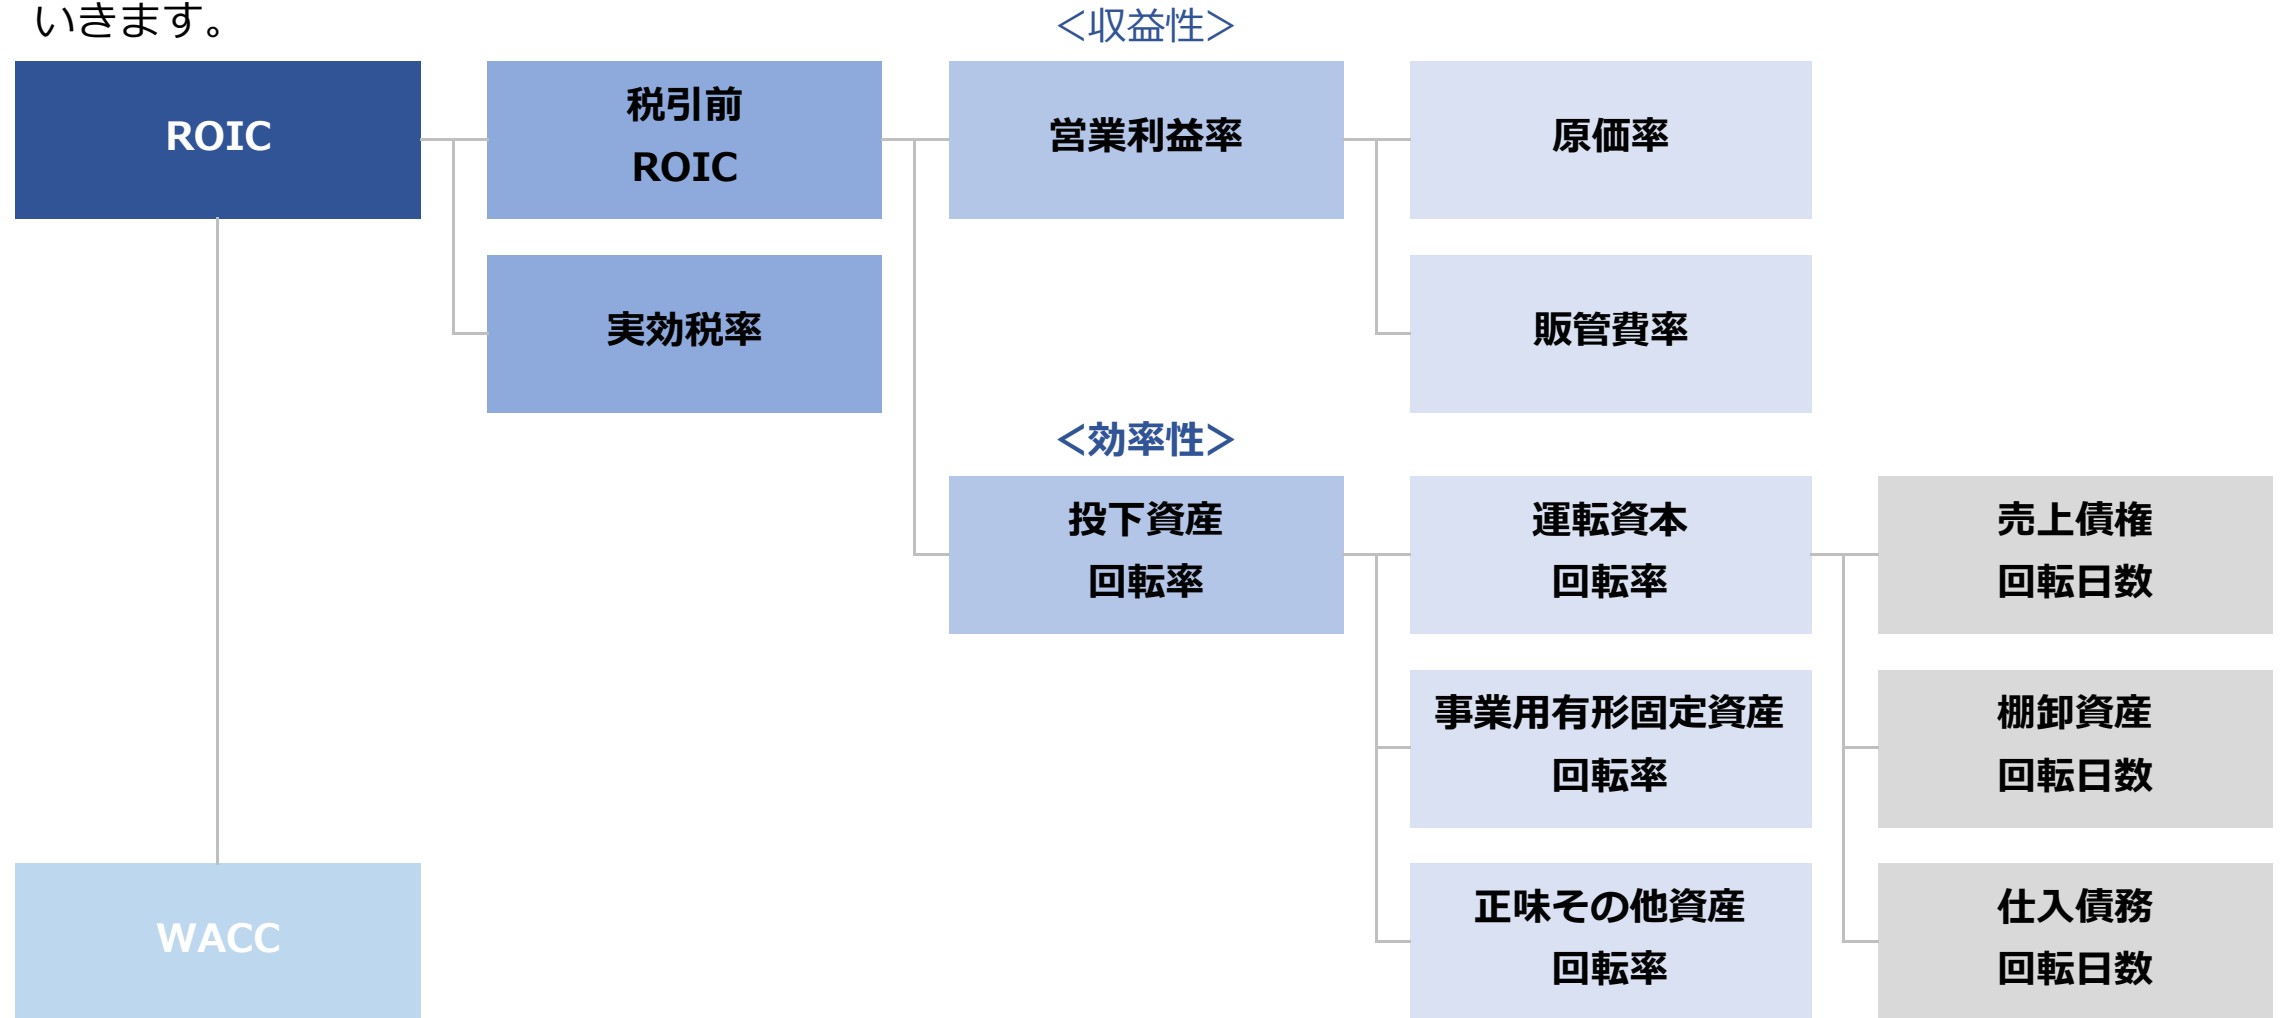 いきます。
＜収益性＞
ROIC
税引前
ROIC
営業利益率
原価率
実効税率
販管費率
＜効率性＞
投下資産
回転率
運転資本
回転率
売上債権
回転日数
事業用有形固定資産
回転率
棚卸資産
回転日数
WACC
正味その他資産
回転率
仕入債務
回転日数